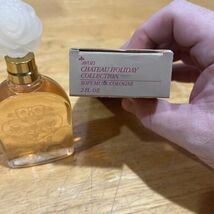 AVON
CHATEAU HOLIDAY
COLLECTION
SOFT MUSK COLOGNE
2 FL. OZ.